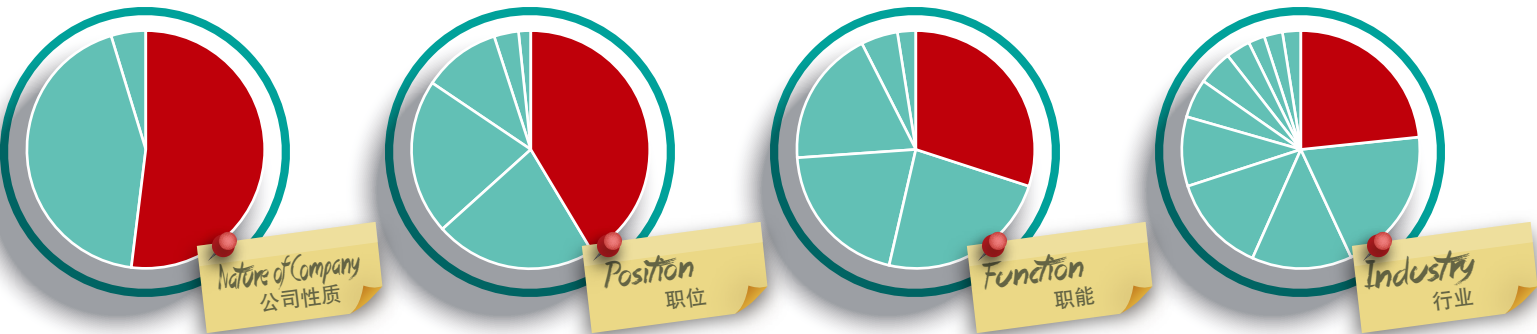 Nature of Company
公司性质
Position
职位
Function
职能
Industry
行业